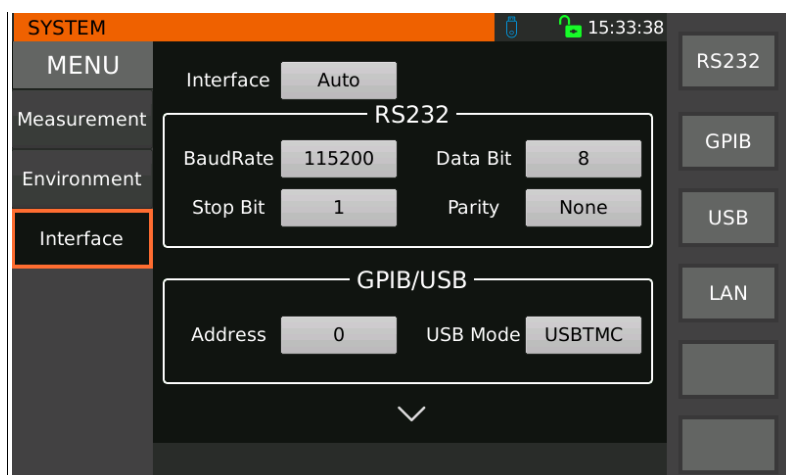 SYSTEM 15:33:38
MENU
Measurement
Environment
Interface
Interface Auto
RS232
BaudRate 115200 Data Bit 8
Stop Bit 1 Parity None
GPIB/USB
Address 0 USB Mode USBTMC
RS232
GPIB
USB
LAN